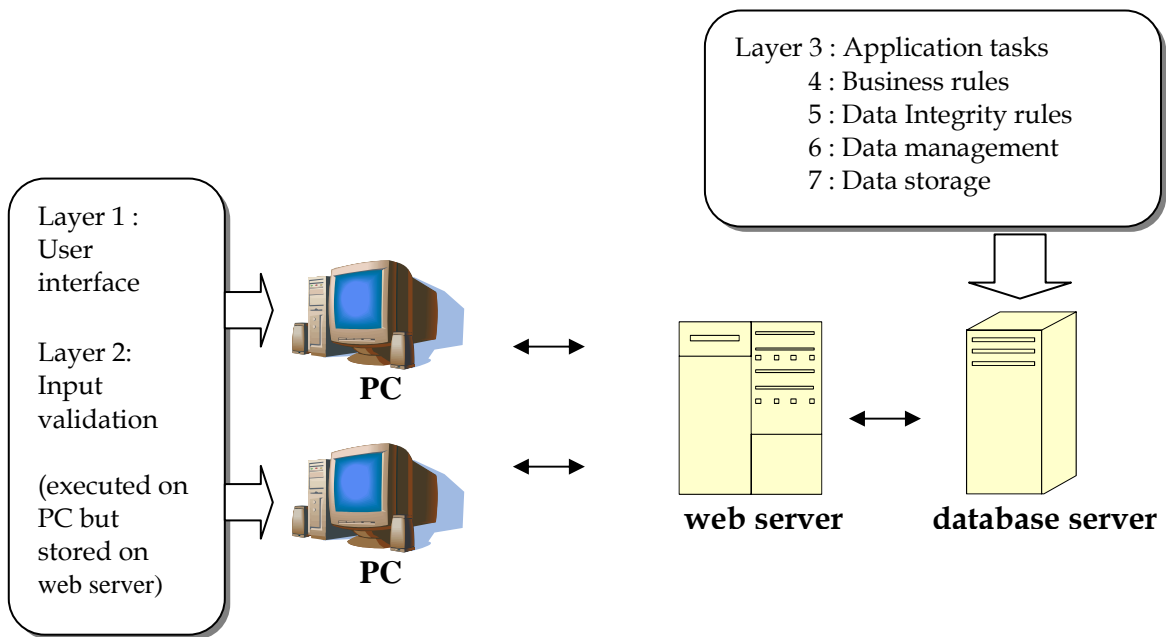 Layer 3 : Application tasks
4 : Business rules
5 : Data Integrity rules
6 : Data management
7 : Data storage
Layer 1 :
User
interface
Layer 2:
Input
validation
(executed on
PC but
stored on
web server)
PC
PC
web server
database server